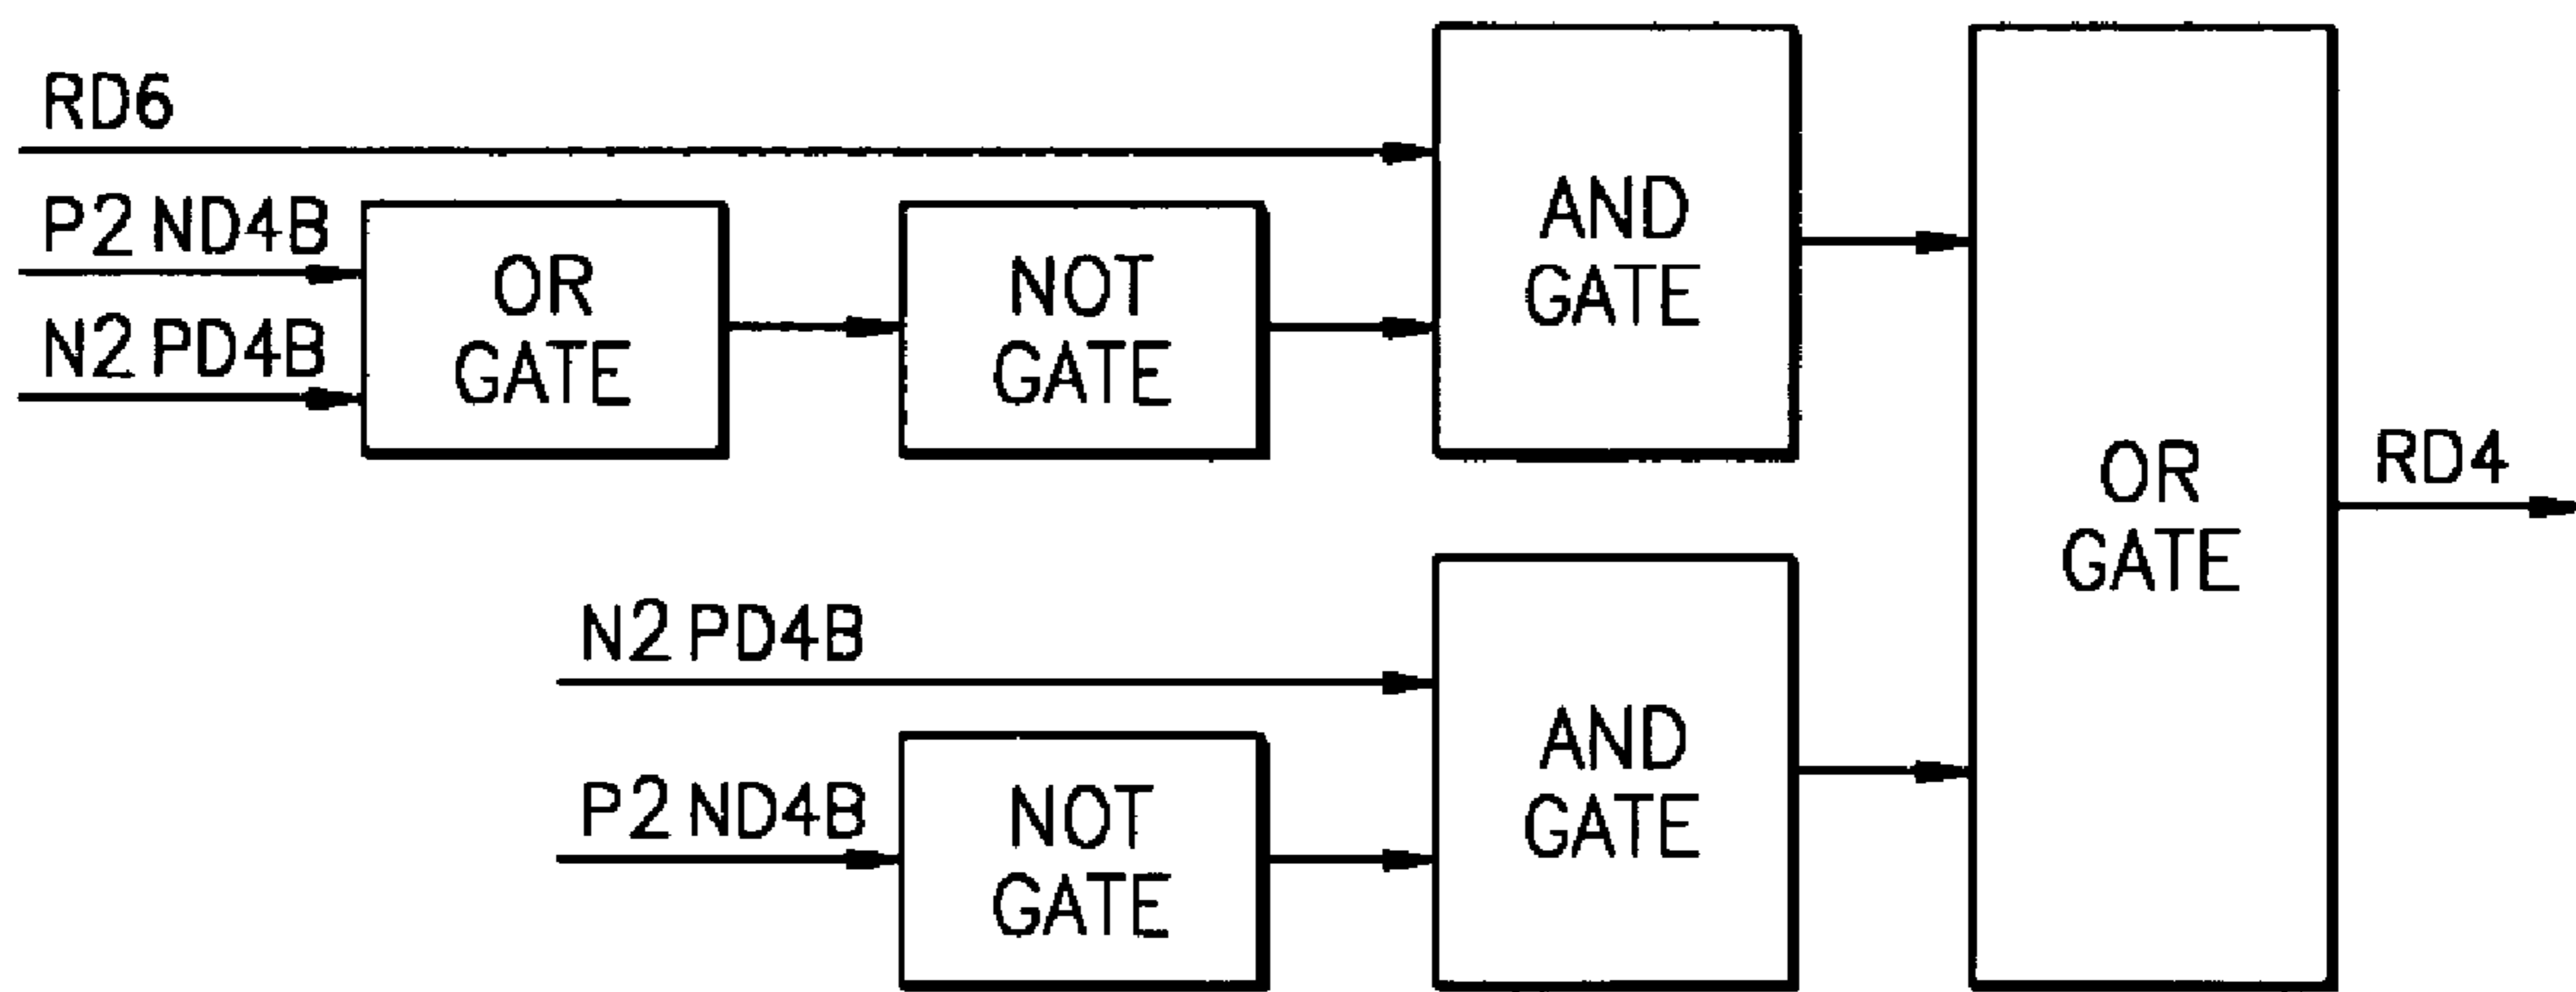 RD6
P2 ND4B
N2 PD4B
OR
GATE
NOT
GATE
AND
GATE
OR
GATE
RD4
N2 PD4B
P2 ND4B
NOT
GATE
AND
GATE